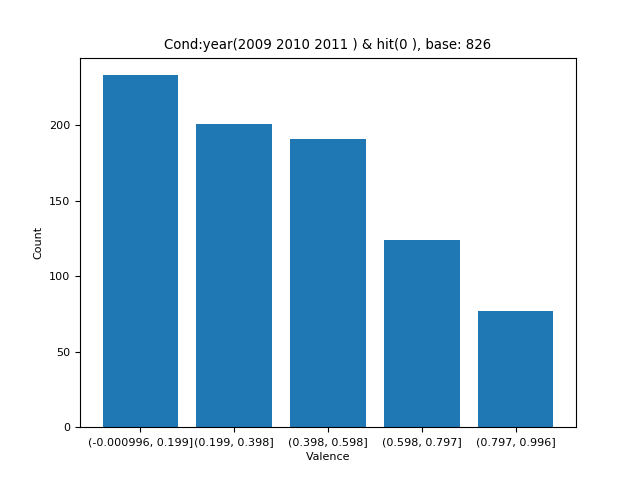 Cond:year(2009 2010 2011 ) & hit(0 ), base: 826
200
150
100
50
0
Count
(-0.000996, 0.199] (0.199, 0.398] (0.398, 0.598] (0.598, 0.797] (0.797, 0.996]
Valence